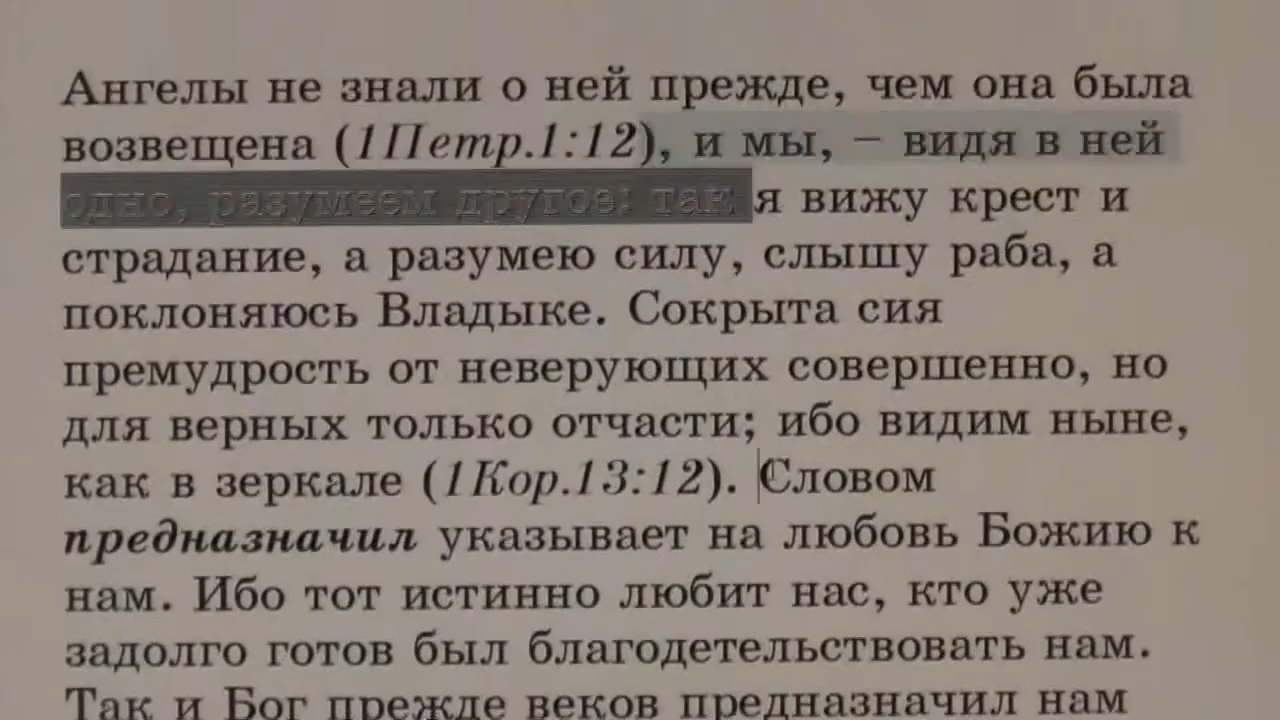 Ангелы не знали о ней прежде, чем она была
возвещена (1Петр.1:12), и мы, – видя в ней
одно, разумеем другое: так я вижу крест и
страдание, а разумею силу, слышу раба, а
поклоняюсь Владыке. Сокрыта сия
премудрость от неверующих совершенно, но
для верных только отчасти; ибо видим ныне,
как в зеркале (1Кор.13:12). Словом
предназначил указывает на любовь Божию к
нам. Ибо тот истинно любит нас, кто уже
задолго готов был благодетельствовать нам.
Так и Бог прежде веков предназначил нам